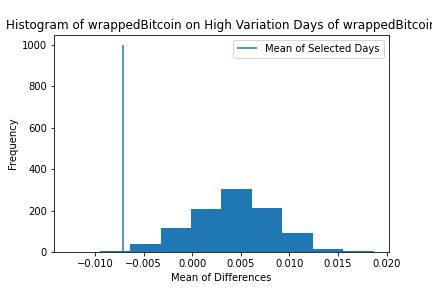 Histogram of wrappedBitcoin on High Variation Days of wrappedBitcoin
Mean of Selected Days
1000
800
600
400
200
0
Frequency
−0.010 −0.005 0.000 0.005 0.010 0.015 0.020
Mean of Differences